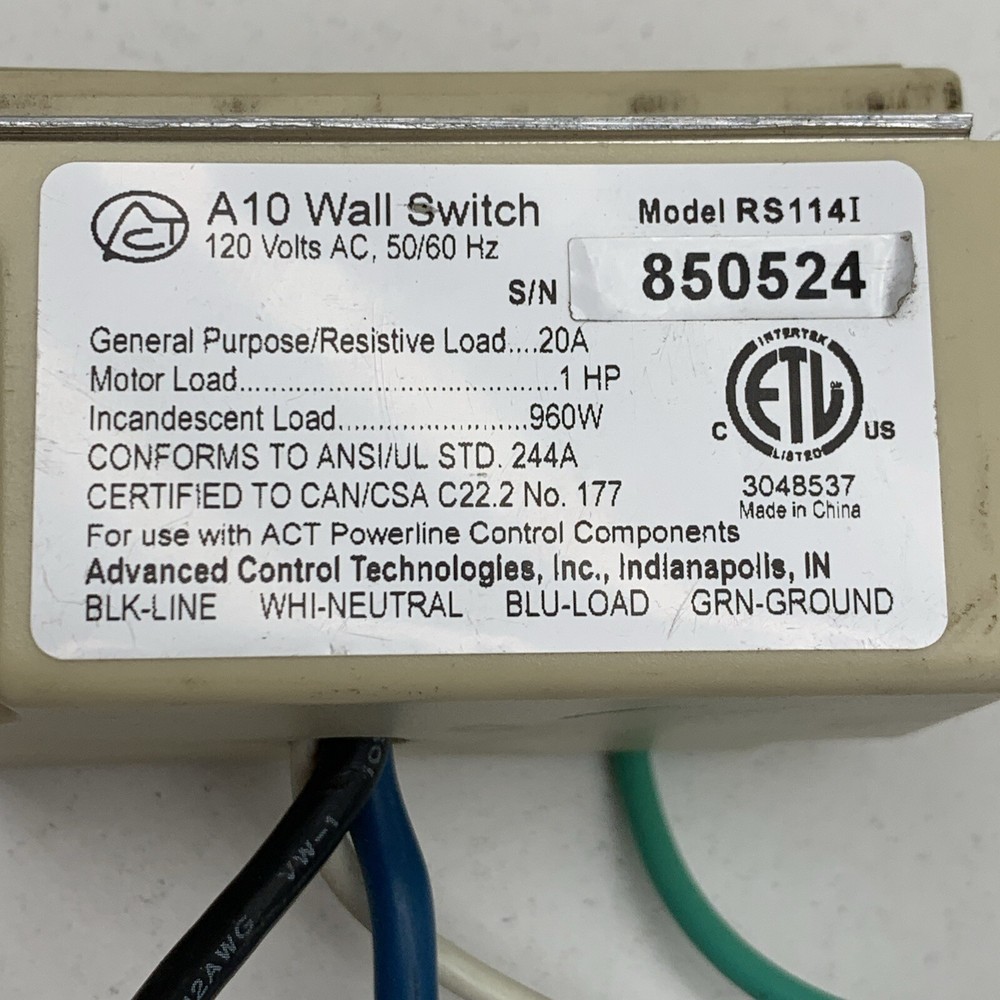 ACT
A10 Wall Switch
120 Volts AC, 50/60 Hz
Model RS114I
S/N 850524
General Purpose/Resistive Load....20A
Motor Load.......................................1 HP
Incandescent Load........................960W
CONFORMS TO ANSI/UL STD. 244A
CERTIFIED TO CAN/CSA C22.2 No. 177
For use with ACT Powerline Control Components
Advanced Control Technologies, Inc., Indianapolis, IN
BLK-LINE WHI-NEUTRAL BLU-LOAD GRN-GROUND
INTERTEK
ETL
C US
LISTED
3048537
Made in China
VW-1
2AWG